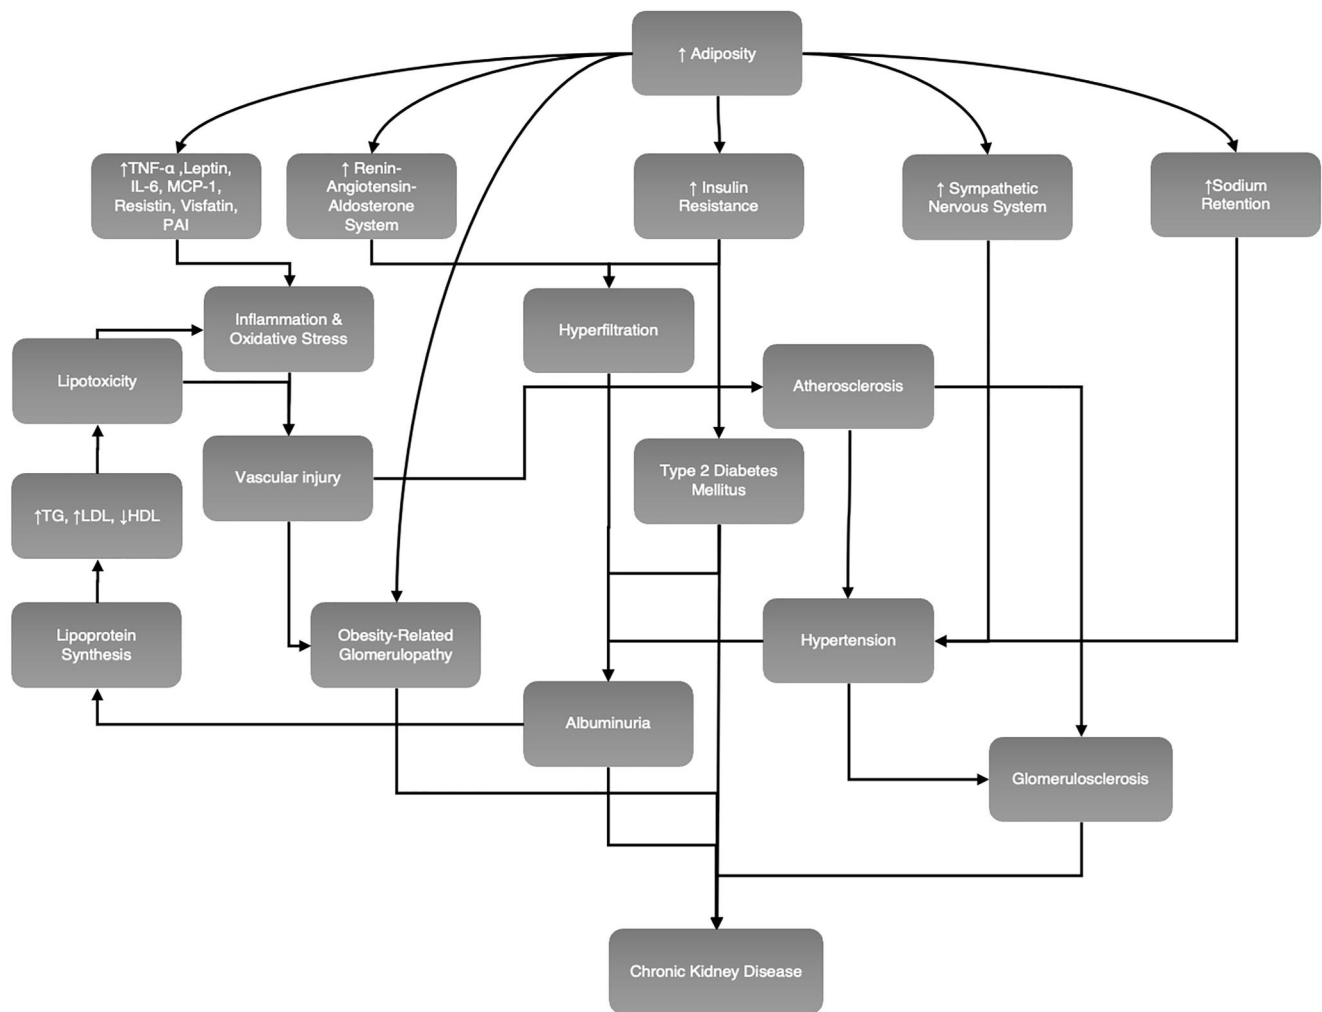 ↑ Adiposity
↑TNF-α ,Leptin,
IL-6, MCP-1,
Resistin, Visfatin,
PAI
↑ Renin-
Angiotensin-
Aldosterone
System
↑ Insulin
Resistance
↑ Sympathetic
Nervous System
↑Sodium
Retention
Inflammation &
Oxidative Stress
Hyperfiltration
Lipotoxicity
Atherosclerosis
Vascular injury
Type 2 Diabetes
Mellitus
↑TG, ↑LDL, ↓HDL
Lipoprotein
Synthesis
Obesity-Related
Glomerulopathy
Hypertension
Albuminuria
Glomerulosclerosis
Chronic Kidney Disease